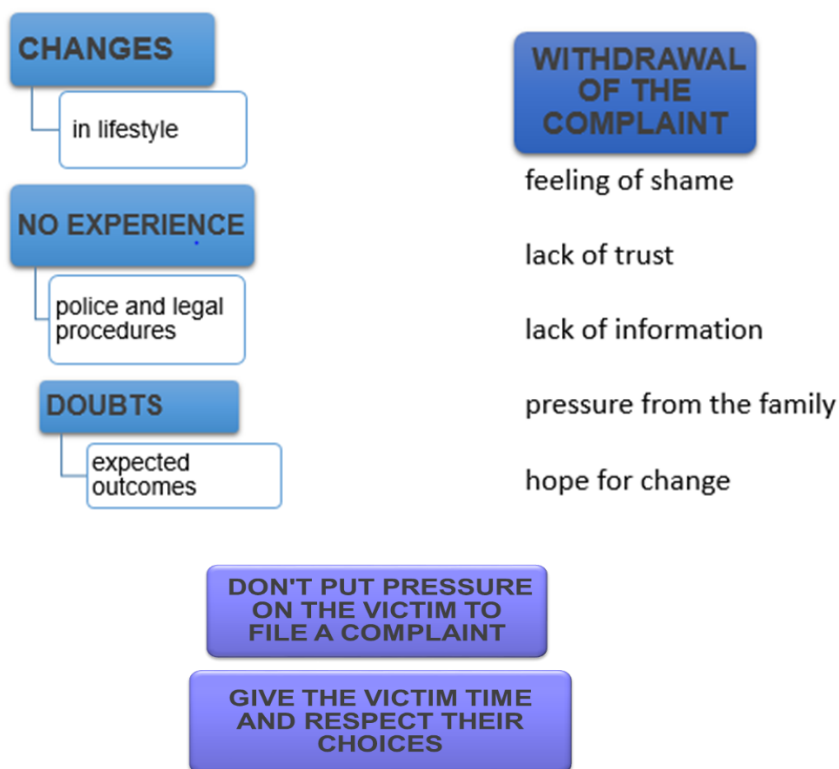 CHANGES
in lifestyle
NO EXPERIENCE
police and legal
procedures
DOUBTS
expected
outcomes
WITHDRAWAL
OF THE
COMPLAINT
feeling of shame
lack of trust
lack of information
pressure from the family
hope for change
DON'T PUT PRESSURE
ON THE VICTIM TO
FILE A COMPLAINT
GIVE THE VICTIM TIME
AND RESPECT THEIR
CHOICES